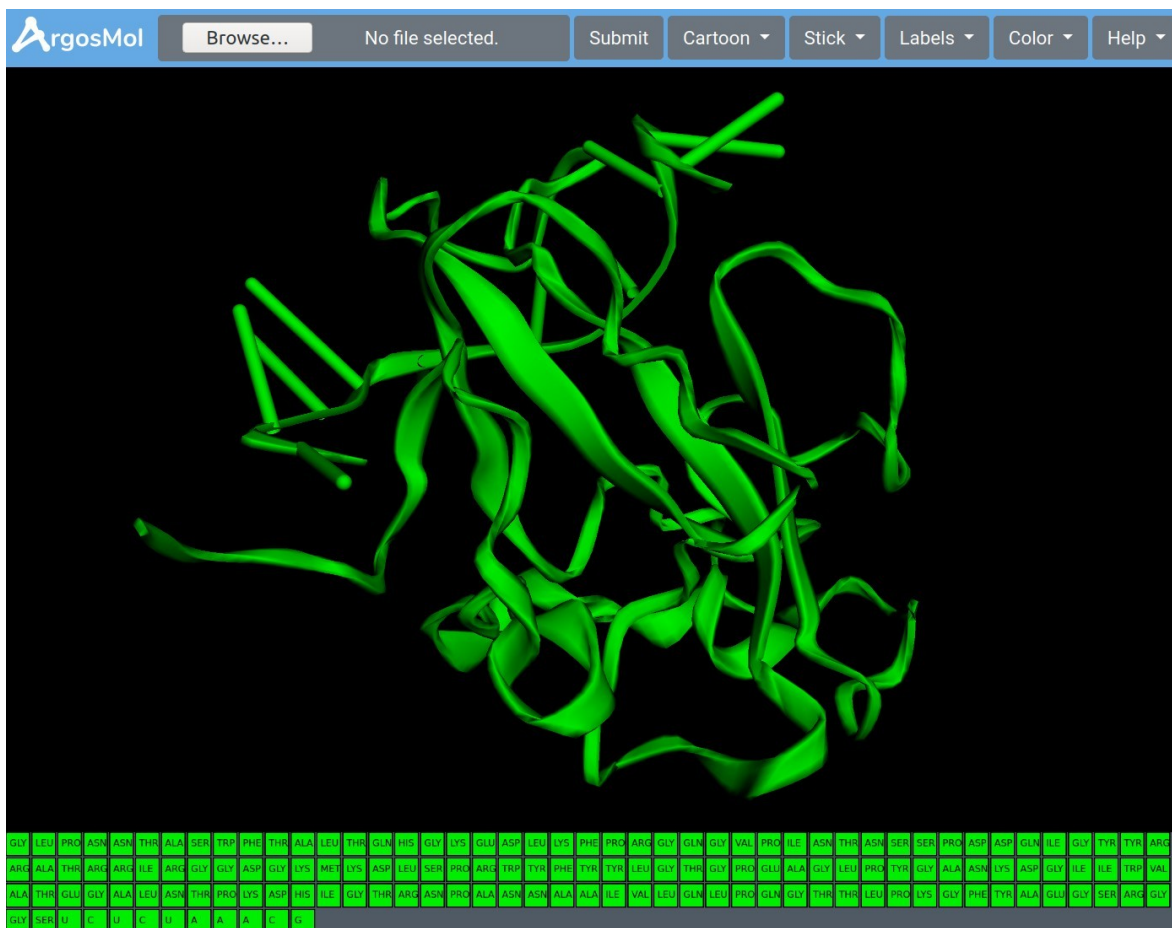 ArgosMol Browse... No file selected. Submit Cartoon Stick Labels Color Help
GLY LEU PRO ASN ASN THR ALA SER TRP PHE THR ALA LEU THR GLN HIS GLY LYS GLU ASP LEU LYS PHE PRO ARG GLY GLN GLY VAL PRO ILE ASN THR ASN SER SER PRO ASP ASP GLN ILE GLY TYR TYR ARG
ARG ALA THR ARG ARG ILE ARG GLY GLY ASP GLY LYS MET LYS ASP LEU SER PRO ARG TRP TYR PHE TYR TYR LEU GLY THR GLY PRO GLU ALA GLY LEU PRO TYR GLY ALA ASN LYS ASP GLY ILE ILE TRP VAL
ALA THR GLU GLY ALA LEU ASN THR PRO LYS ASP HIS ILE GLY THR ARG ASN PRO ALA ASN ASN ALA ALA ILE VAL LEU GLN LEU PRO GLN GLY THR THR LEU PRO LYS GLY PHE TYR ALA GLU GLY SER ARG GLY
GLY SER U C U C U A A A C G